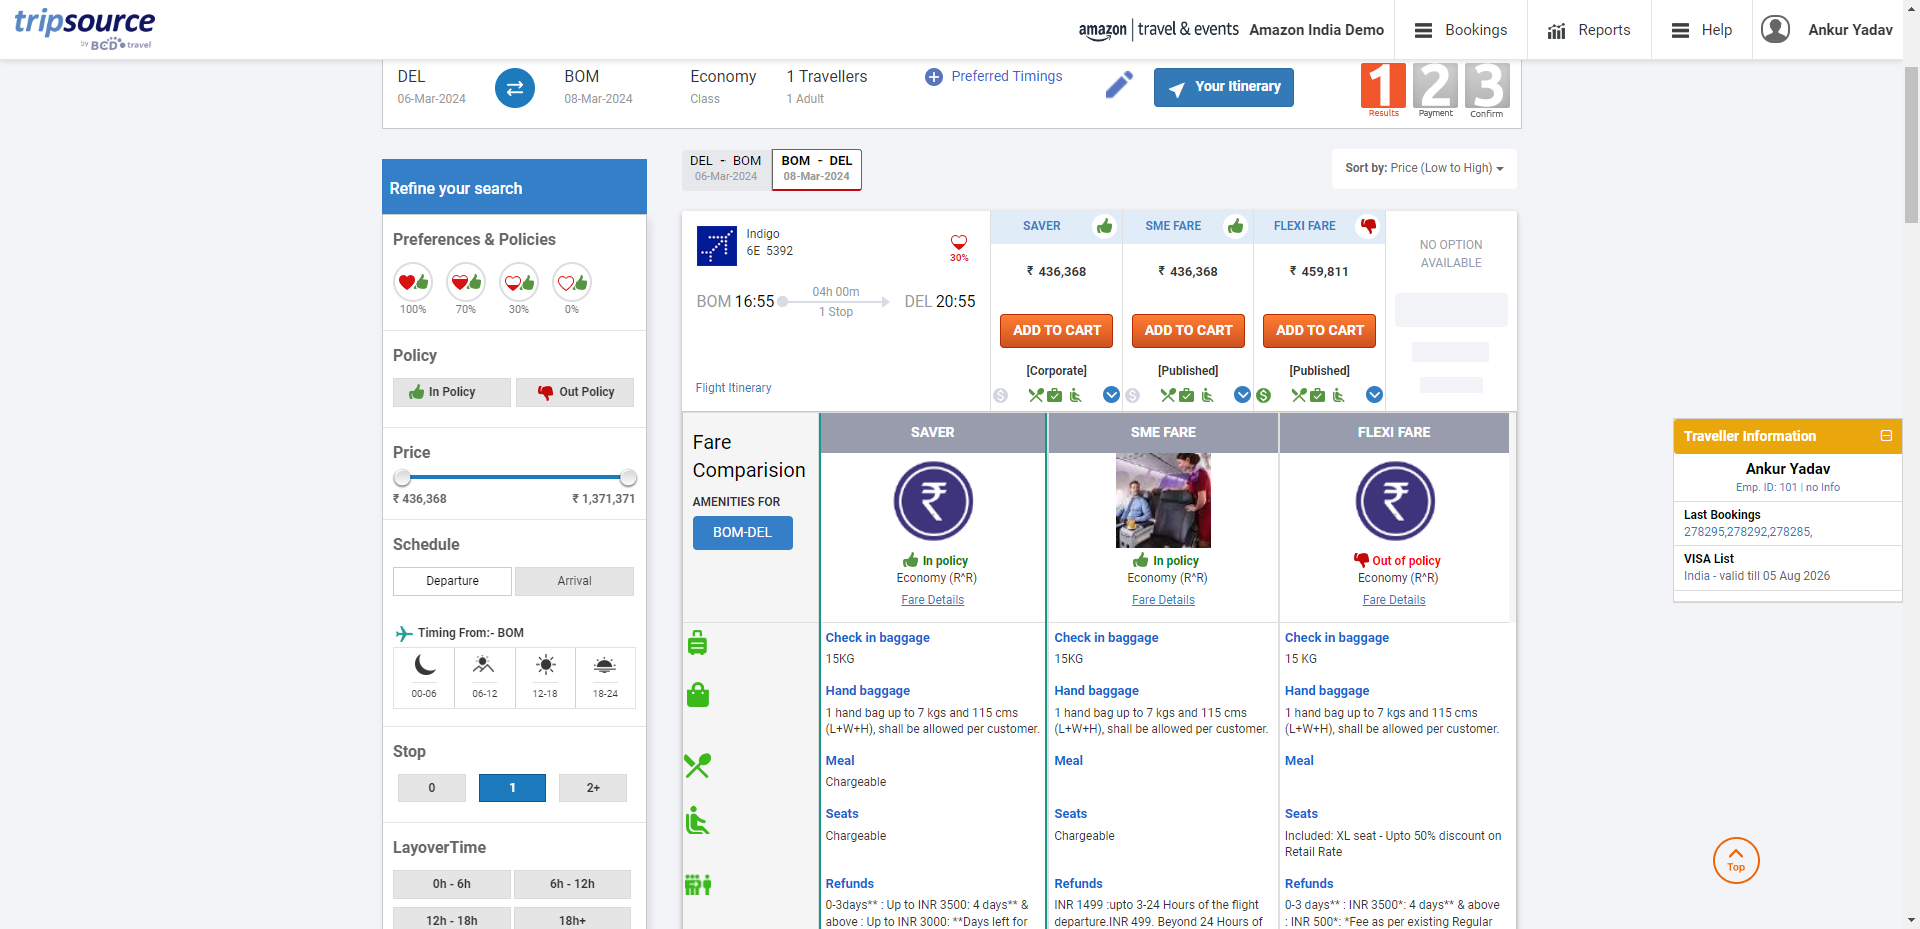 tripsource
by BCD travel
amazon | travel & events Amazon India Demo
Bookings
Reports
Help
Ankur Yadav
DEL
06-Mar-2024
BOM
08-Mar-2024
Economy
Class
1 Travellers
1 Adult
Preferred Timings
Your Itinerary
1 2 3
Results Payment Confirm
DEL - BOM
06-Mar-2024
BOM - DEL
08-Mar-2024
Sort by: Price (Low to High)
Refine your search
Preferences & Policies
100% 70% 30% 0%
Policy
In Policy Out Policy
Price
₹ 436,368 ₹ 1,371,371
Schedule
Departure Arrival
Timing From:- BOM
00-06 06-12 12-18 18-24
Stop
0 1 2+
LayoverTime
0h - 6h 6h - 12h
12h - 18h 18h+
Indigo
6E 5392
30%
BOM 16:55 04h 00m DEL 20:55
1 Stop
Flight Itinerary
SAVER SME FARE FLEXI FARE
₹ 436,368 ₹ 436,368 ₹ 459,811
ADD TO CART ADD TO CART ADD TO CART
[Corporate] [Published] [Published]
NO OPTION
AVAILABLE
Fare
Comparision
AMENITIES FOR
BOM-DEL
SAVER SME FARE FLEXI FARE
In policy In policy Out of policy
Economy (R^R) Economy (R^R) Economy (R^R)
Fare Details Fare Details Fare Details
Check in baggage Check in baggage Check in baggage
15KG 15KG 15 KG
Hand baggage Hand baggage Hand baggage
1 hand bag up to 7 kgs and 115 cms 1 hand bag up to 7 kgs and 115 cms 1 hand bag up to 7 kgs and 115 cms
(L+W+H), shall be allowed per customer. (L+W+H), shall be allowed per customer. (L+W+H), shall be allowed per customer.
Meal Meal Meal
Chargeable
Seats Seats Seats
Chargeable Chargeable Included: XL seat - Upto 50% discount on
Retail Rate
Refunds Refunds Refunds
0-3days** : Up to INR 3500: 4 days** & INR 1499 :upto 3-24 Hours of the flight 0-3 days** : INR 3500*: 4 days** & above
above : Up to INR 3000: **Days left for departure.INR 499. Beyond 24 Hours of : INR 500*: *Fee as per existing Regular
Traveller Information
Ankur Yadav
Emp. ID: 101 | no Info
Last Bookings
278295,278292,278285,
VISA List
India - valid till 05 Aug 2026
Top